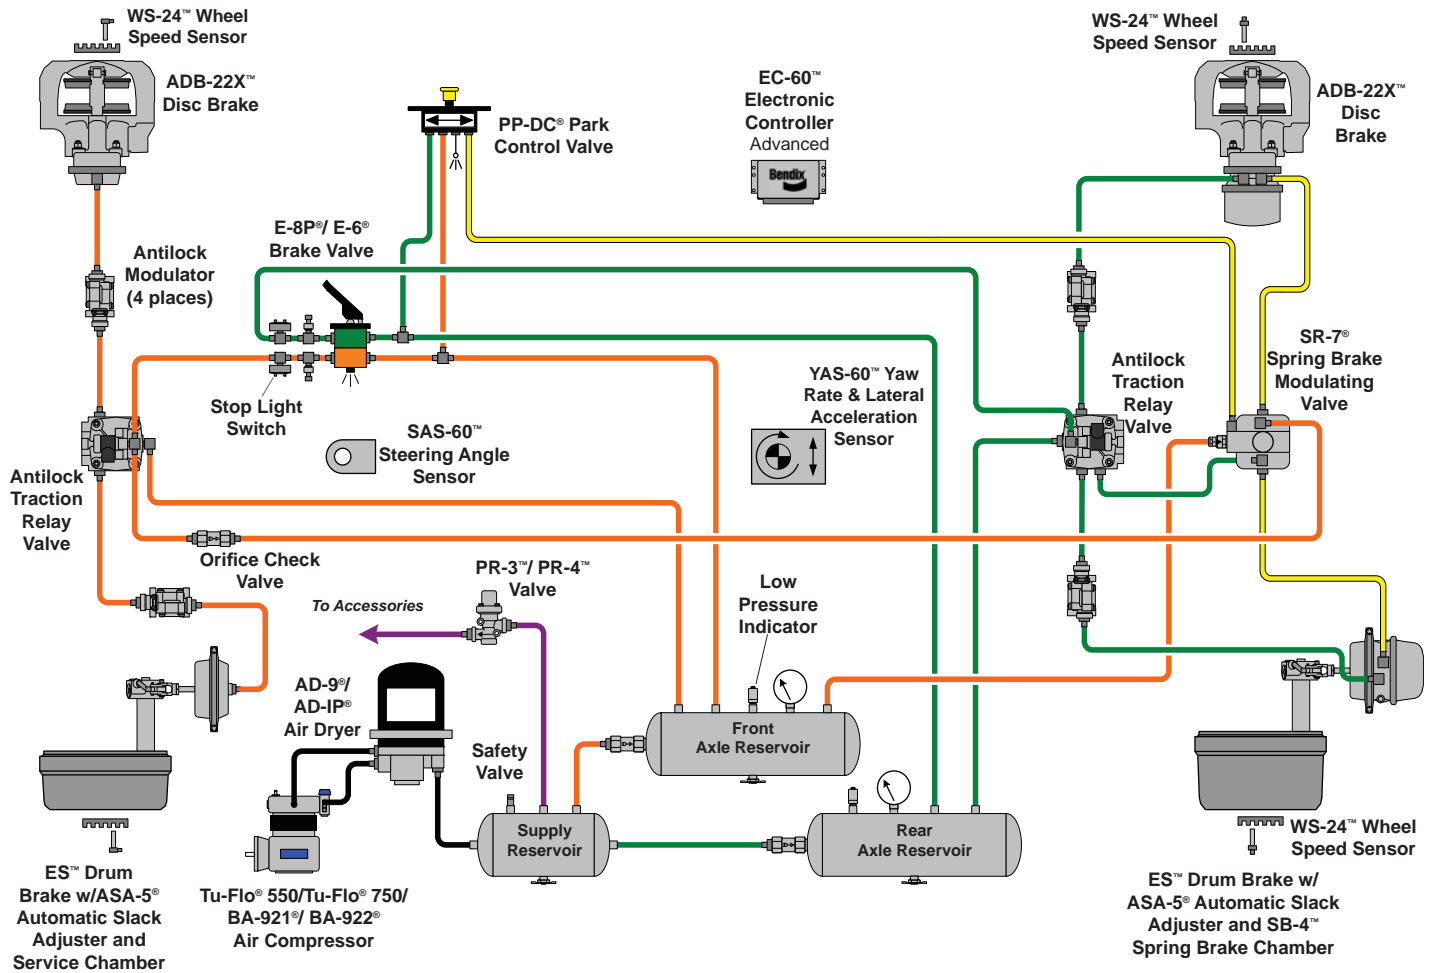 WS-24™ Wheel
Speed Sensor
ADB-22X™
Disc Brake
PP-DC® Park
Control Valve
EC-60™
Electronic
Controller
Advanced
Bendix
WS-24™ Wheel
Speed Sensor
ADB-22X™
Disc
Brake
Antilock
Modulator
(4 places)
E-8P®/ E-6®
Brake Valve
Stop Light
Switch
SAS-60™
Steering Angle
Sensor
YAS-60™ Yaw
Rate & Lateral
Acceleration
Sensor
Antilock
Traction
Relay
Valve
SR-7®
Spring Brake
Modulating
Valve
Antilock
Traction
Relay
Valve
Orifice Check
Valve
PR-3™/ PR-4™
Valve
To Accessories
Low
Pressure
Indicator
AD-9®/
AD-IP®
Air Dryer
Safety
Valve
Front
Axle Reservoir
Supply
Reservoir
Rear
Axle Reservoir
ES™ Drum
Brake w/ASA-5®
Automatic Slack
Adjuster and
Service Chamber
Tu-Flo® 550/Tu-Flo® 750/
BA-921®/ BA-922®
Air Compressor
WS-24™ Wheel
Speed Sensor
ES™ Drum Brake w/
ASA-5® Automatic Slack
Adjuster and SB-4™
Spring Brake Chamber